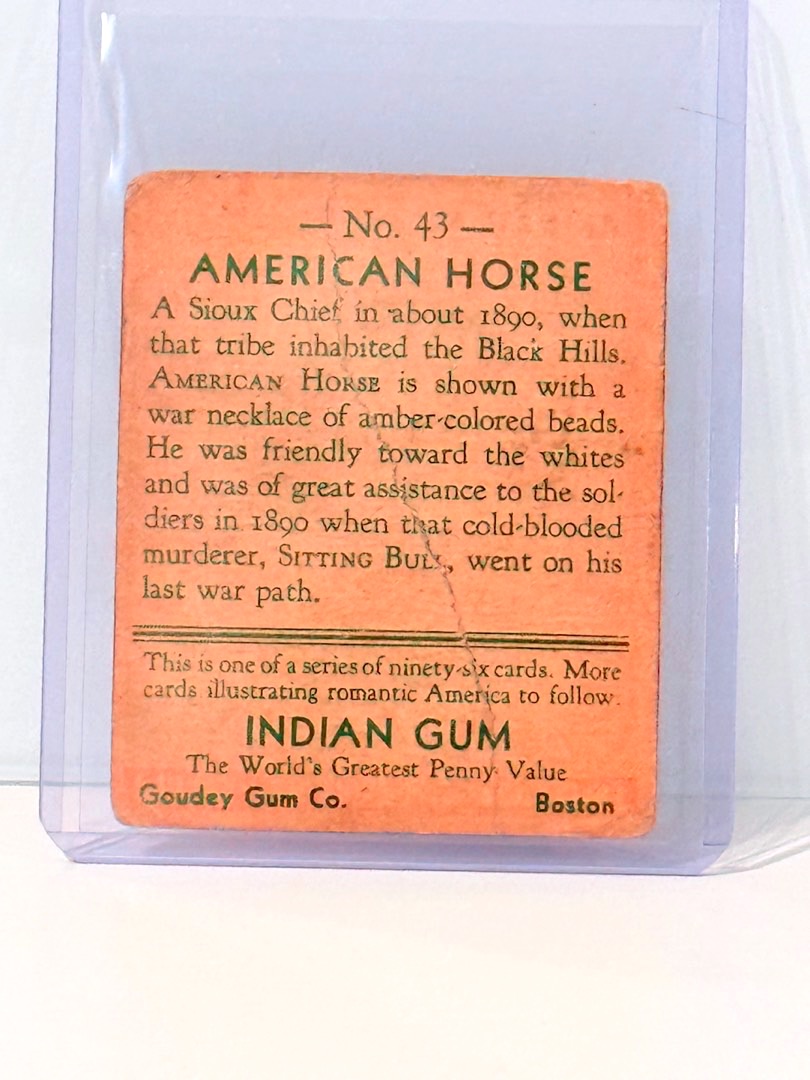 — No. 43 —
AMERICAN HORSE
A Sioux Chief in about 1890, when
that tribe inhabited the Black Hills.
AMERICAN HORSE is shown with a
war necklace of amber-colored beads.
He was friendly toward the whites
and was of great assistance to the sol-
diers in 1890 when that cold-blooded
murderer, SITTING BULL, went on his
last war path.
This is one of a series of ninety-six cards. More
cards illustrating romantic America to follow.
INDIAN GUM
The World's Greatest Penny Value
Goudey Gum Co. Boston